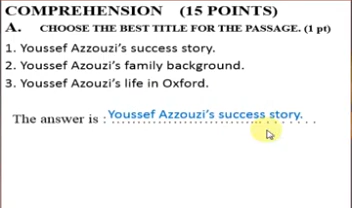 COMPREHENSION (15 POINTS)
A. CHOOSE THE BEST TITLE FOR THE PASSAGE. (1 pt)
1. Youssef Azzouzi's success story.
2. Youssef Azouzi's family background.
3. Youssef Azouzi's life in Oxford.
The answer is : Youssef Azzouzi's success story.